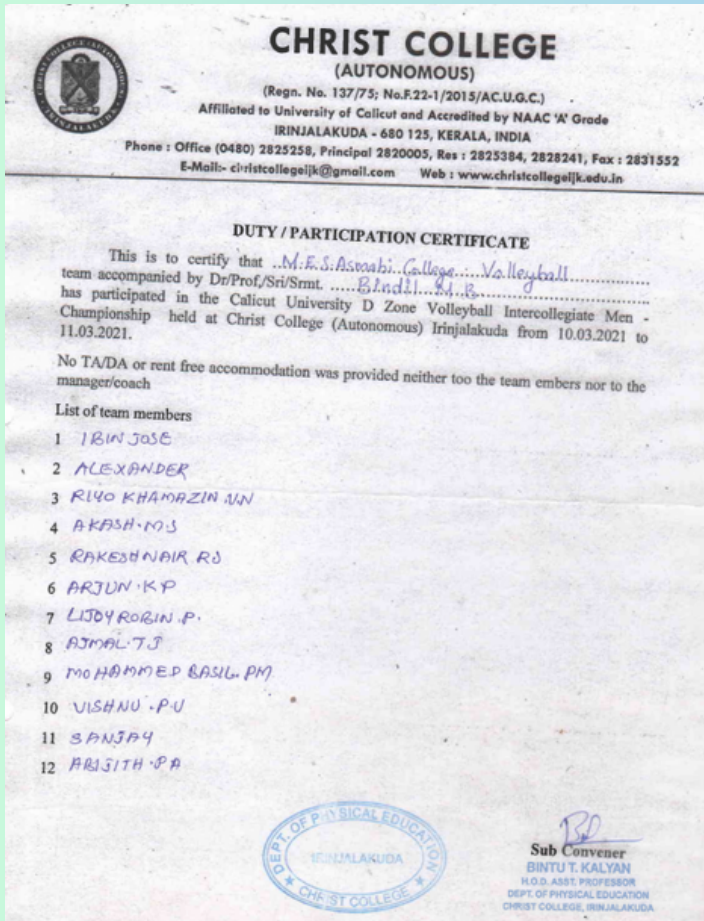 CHRIST COLLEGE
(AUTONOMOUS)
(Regn. No. 137/75; No.F.22-1/2015/AC.U.G.C.)
Affiliated to University of Calicut and Accredited by NAAC 'A' Grade
IRINJALAKUDA - 680 125, KERALA, INDIA
Phone : Office (0480) 2825258, Principal 2820005, Res : 2825384, 2828241, Fax : 2831552
E-Mail:- christcollegeijk@gmail.com Web : www.christcollegeijk.edu.in
DUTY / PARTICIPATION CERTIFICATE
This is to certify that M.E.S. Asmabi College Volleyball
team accompanied by Dr/Prof./Sri/Smt. Bindil M.B
has participated in the Calicut University D Zone Volleyball Intercollegiate Men -
Championship held at Christ College (Autonomous) Irinjalakuda from 10.03.2021 to
11.03.2021.
No TA/DA or rent free accommodation was provided neither too the team embers nor to the
manager/coach
List of team members
1 IBIN JOSE
2 ALEXANDER
3 RIYO KHAMAZIN N.N
4 AKASH.M.S
5 RAKESH NAIR RS
6 ARJUN.K P
7 LIJOY ROBIN.P.
8 AJMAL.T J
9 MOHAMMED BASIL.PM
10 VISHNU.P.U
11 SANJAY
12 ABIJITH.P A
DEPT. OF PHYSICAL EDUCATION
IRINJALAKUDA
CHRIST COLLEGE
Sub Convener
BINTU T. KALYAN
H.O.D. ASST. PROFESSOR
DEPT. OF PHYSICAL EDUCATION
CHRIST COLLEGE, IRINJALAKUDA